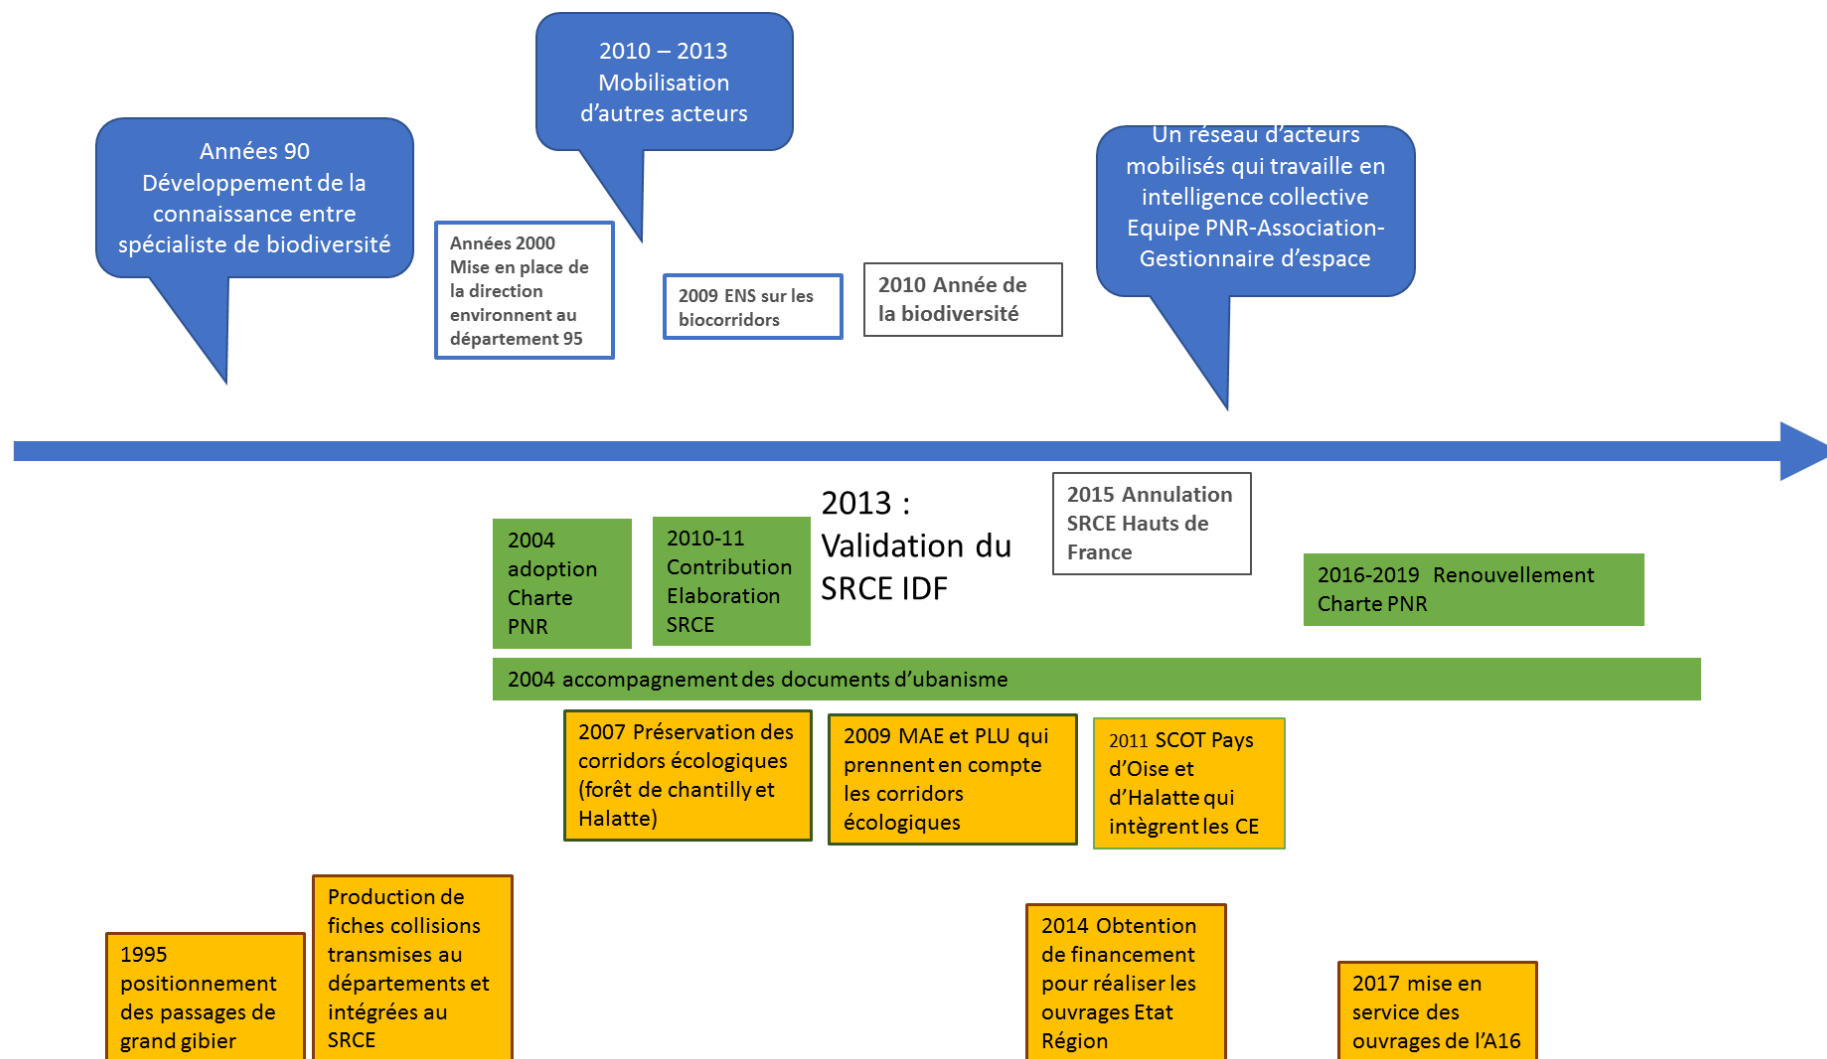 2010 – 2013
Mobilisation
d'autres acteurs
Années 90
Développement de la
connaissance entre
spécialiste de biodiversité
Un réseau d'acteurs
mobilisés qui travaille en
intelligence collective
Equipe PNR-Association-
Gestionnaire d'espace
Années 2000
Mise en place de
la direction
environnent au
département 95
2009 ENS sur les
biocorridors
2010 Année de
la biodiversité
2004
adoption
Charte
PNR
2010-11
Contribution
Elaboration
SRCE
2013 :
Validation du
SRCE IDF
2015 Annulation
SRCE Hauts de
France
2016-2019 Renouvellement
Charte PNR
2004 accompagnement des documents d'ubanisme
2007 Préservation des
corridors écologiques
(forêt de chantilly et
Halatte)
2009 MAE et PLU qui
prennent en compte
les corridors
écologiques
2011 SCOT Pays
d'Oise et
d'Halatte qui
intègrent les CE
1995
positionnement
des passages de
grand gibier
Production de
fiches collisions
transmises au
départements et
intégrées au
SRCE
2014 Obtention
de financement
pour réaliser les
ouvrages Etat
Région
2017 mise en
service des
ouvrages de l'A16